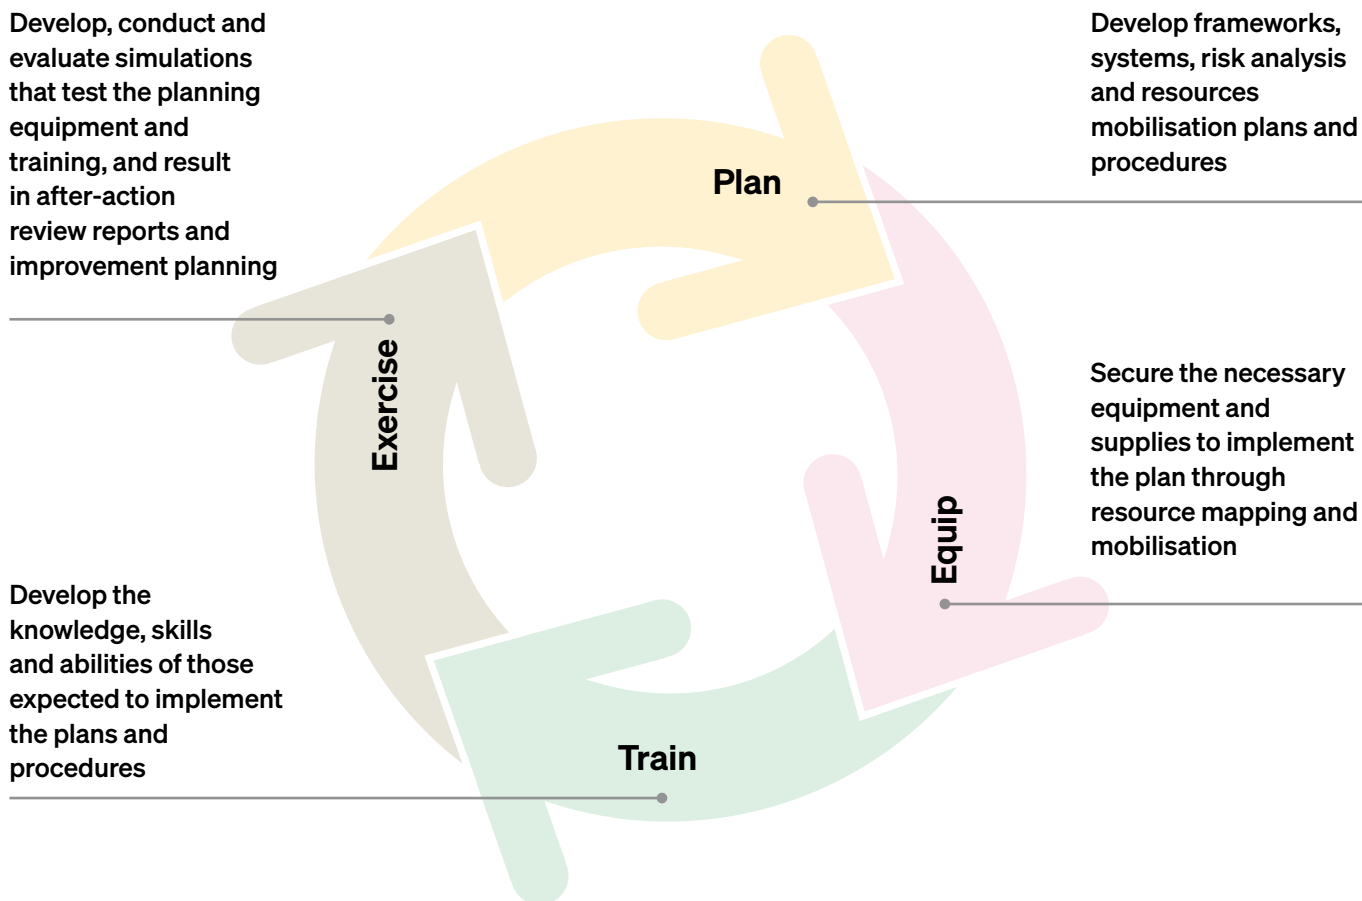 Develop, conduct and
evaluate simulations
that test the planning
equipment and
training, and result
in after-action
review reports and
improvement planning
Plan
Develop frameworks,
systems, risk analysis
and resources
mobilisation plans and
procedures
Exercise
Equip
Secure the necessary
equipment and
supplies to implement
the plan through
resource mapping and
mobilisation
Develop the
knowledge, skills
and abilities of those
expected to implement
the plans and
procedures
Train